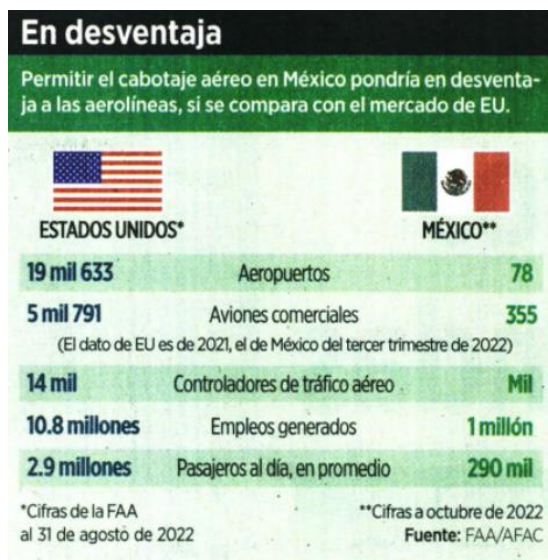 En desventaja
Permitir el cabotaje aéreo en México pondría en desventa-
ja a las aerolíneas, si se compara con el mercado de EU.
ESTADOS UNIDOS* MÉXICO**
19 mil 633 Aeropuertos 78
5 mil 791 Aviones comerciales 355
(El dato de EU es de 2021, el de México del tercer trimestre de 2022)
14 mil Controladores de tráfico aéreo Mil
10.8 millones Empleos generados 1 millón
2.9 millones Pasajeros al día, en promedio 290 mil
*Cifras de la FAA **Cifras a octubre de 2022
al 31 de agosto de 2022 Fuente: FAA/AFAC